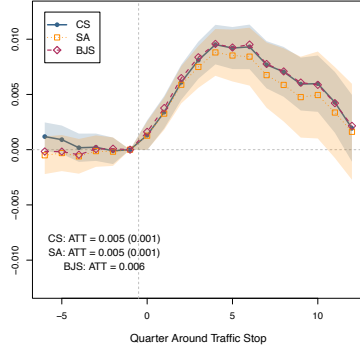 CS
SA
BJS
0.010
0.005
0.000
−0.005
−0.010
CS: ATT = 0.005 (0.001)
SA: ATT = 0.005 (0.001)
BJS: ATT = 0.006
−5 0 5 10
Quarter Around Traffic Stop